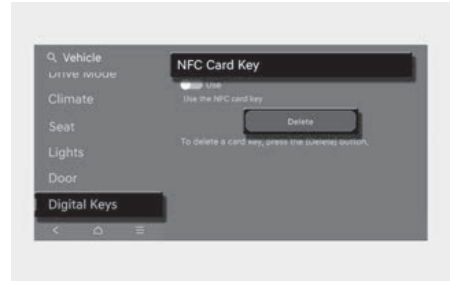 Vehicle
Drive Mode
Climate
Seat
Lights
Door
Digital Keys
NFC Card Key
Use
Use the NFC card key
Delete
To delete a card key, press the [Delete] button.